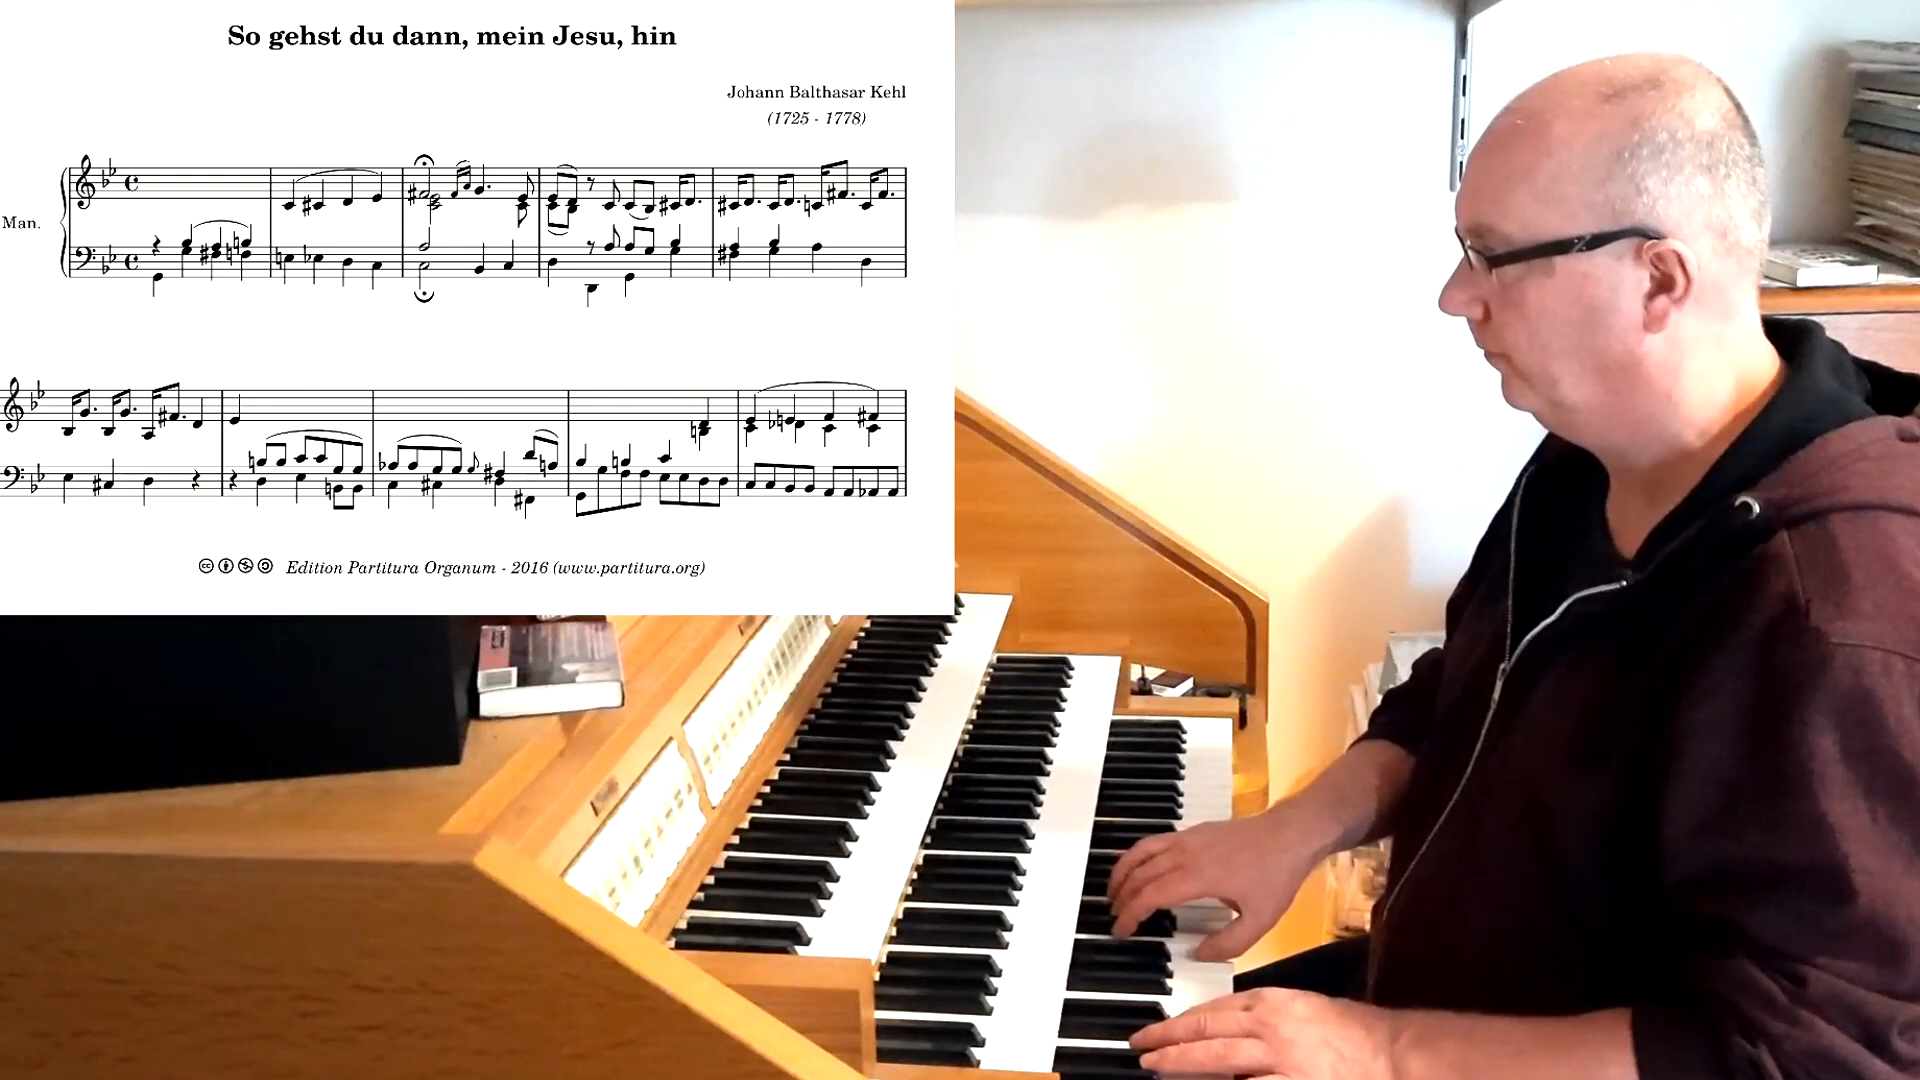 So gehst du dann, mein Jesu, hin
Johann Balthasar Kehl
(1725 - 1778)
Man.
Edition Partitura Organum - 2016 (www.partitura.org)